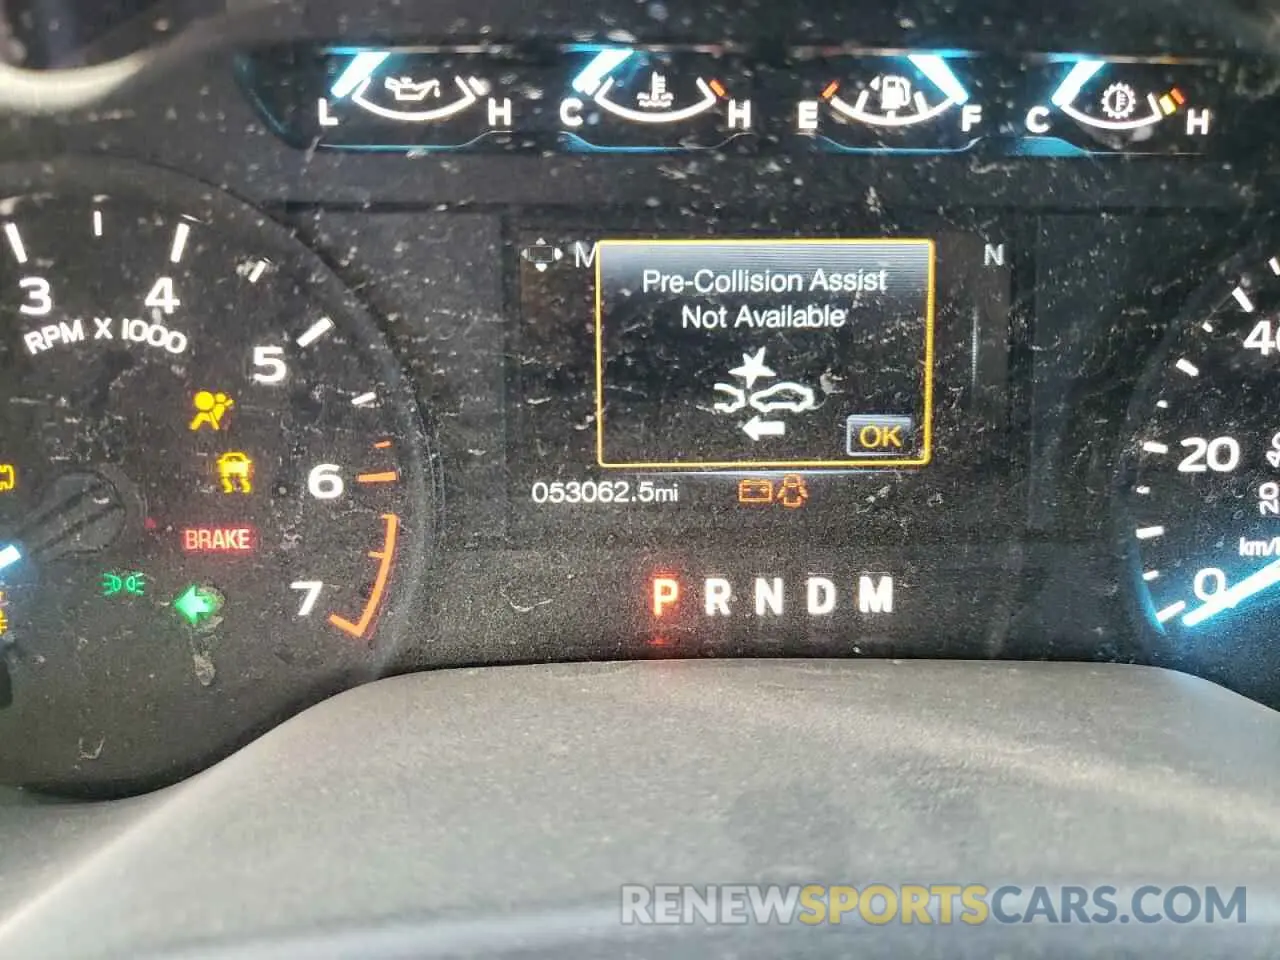 L H C H E F C H
M N
Pre-Collision Assist
Not Available
OK
3 4 5 6 7
RPM X 1000
053062.5mi
BRAKE
P R N D M
20
20
0
RENEWSPORTSCARS.COM